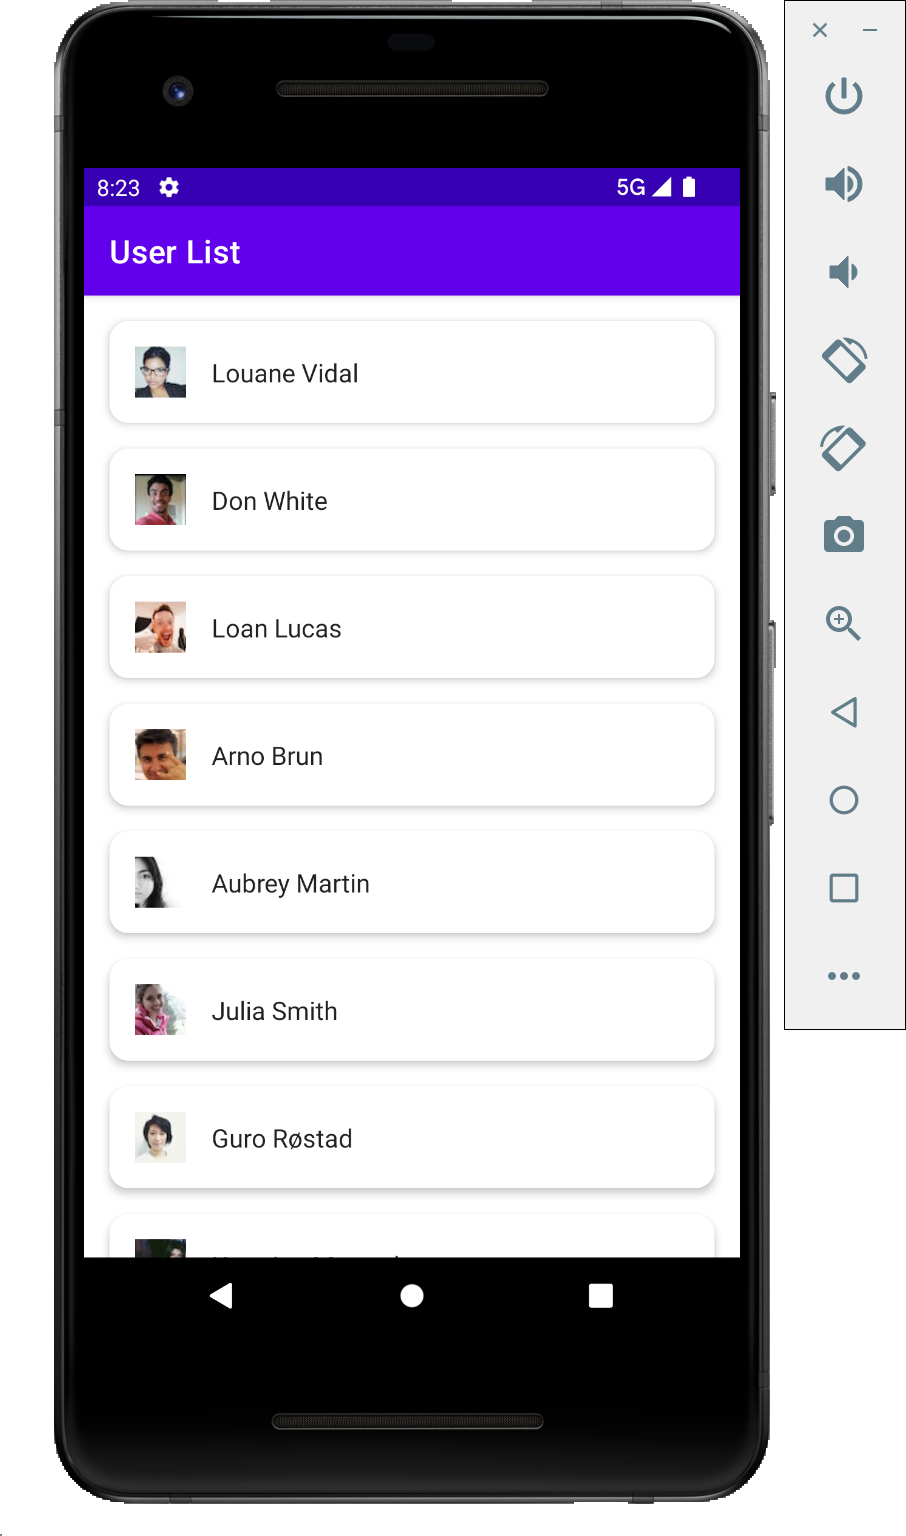 8:23 5G
User List
Louane Vidal
Don White
Loan Lucas
Arno Brun
Aubrey Martin
Julia Smith
Guro Røstad